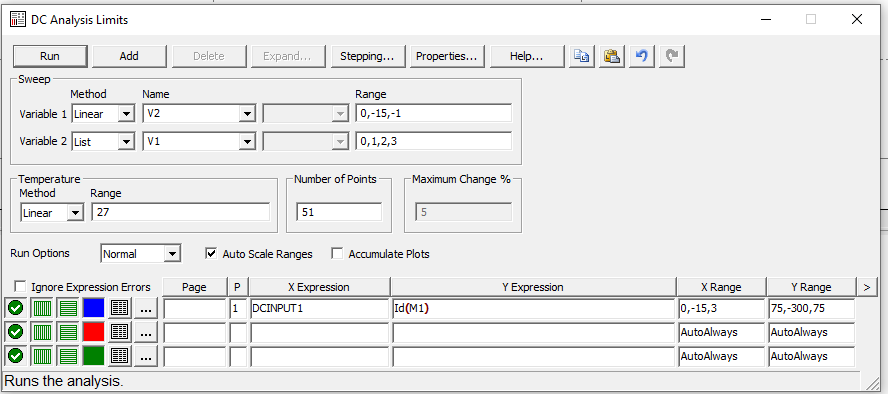 DC Analysis Limits
Run Add Delete Expand... Stepping... Properties... Help...
Sweep
Method Name Range
Variable 1 Linear V2 0,-15,-1
Variable 2 List V1 0,1,2,3
Temperature Number of Points Maximum Change %
Method Range
Linear 27 51 5
Run Options Normal Auto Scale Ranges Accumulate Plots
Ignore Expression Errors Page P X Expression Y Expression X Range Y Range >
... 1 DCINPUT1 Id(M1) 0,-15,3 75,-300,75
... AutoAlways AutoAlways
... AutoAlways AutoAlways
Runs the analysis.